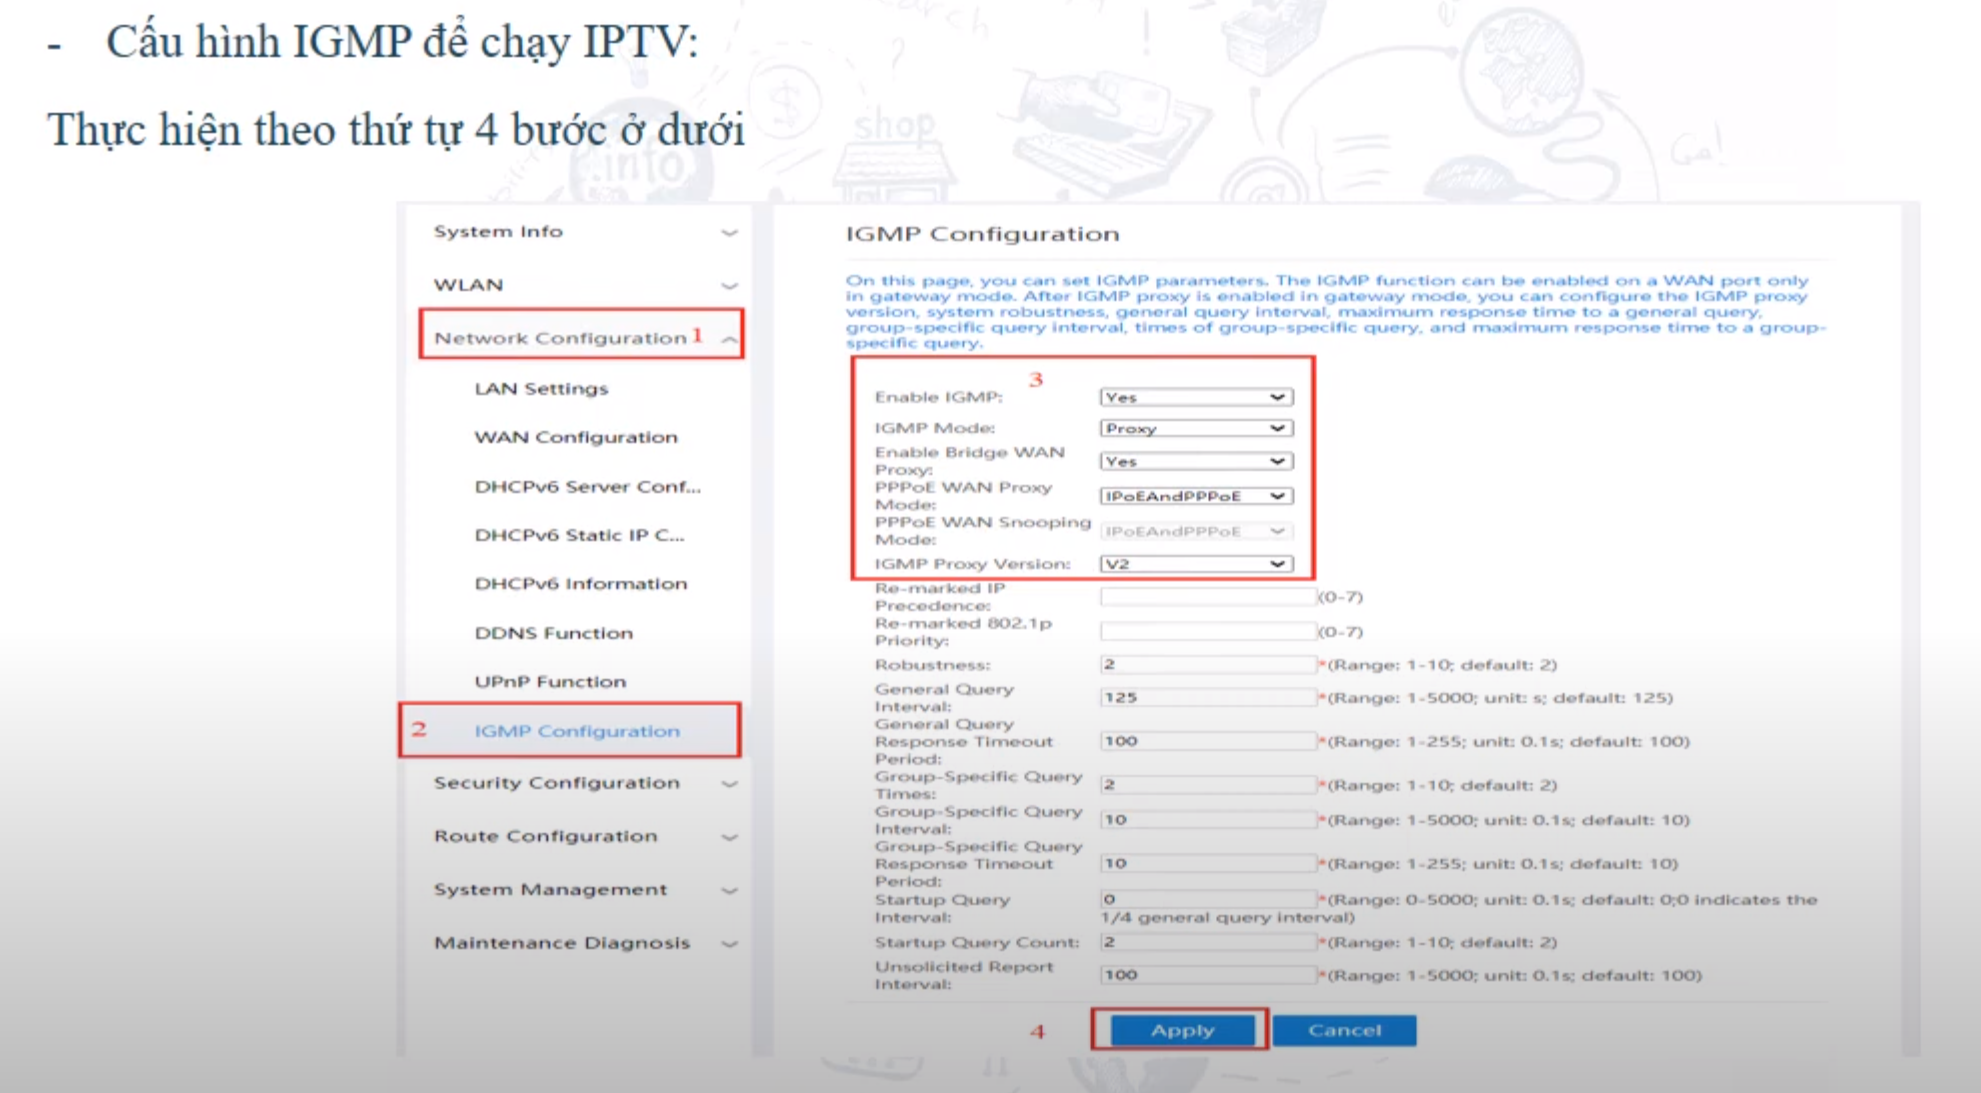 - Cấu hình IGMP để chạy IPTV:
Thực hiện theo thứ tự 4 bước ở dưới
shop
.info
Ga!
System Info
WLAN
Network Configuration 1
LAN Settings
WAN Configuration
DHCPv6 Server Conf...
DHCPv6 Static IP C...
DHCPv6 Information
DDNS Function
UPnP Function
2 IGMP Configuration
Security Configuration
Route Configuration
System Management
Maintenance Diagnosis
IGMP Configuration
On this page, you can set IGMP parameters. The IGMP function can be enabled on a WAN port only
in gateway mode. After IGMP proxy is enabled in gateway mode, you can configure the IGMP proxy
version, system robustness, general query interval, maximum response time to a general query,
group-specific query interval, times of group-specific query, and maximum response time to a group-
specific query.
3
Enable IGMP: Yes
IGMP Mode: Proxy
Enable Bridge WAN
Proxy: Yes
PPPoE WAN Proxy
Mode: IPoEAndPPPoE
PPPoE WAN Snooping
Mode: IPoEAndPPPoE
IGMP Proxy Version: V2
Re-marked IP
Precedence: (0-7)
Re-marked 802.1p
Priority: (0-7)
Robustness: 2 *(Range: 1-10; default: 2)
General Query
Interval: 125 *(Range: 1-5000; unit: s; default: 125)
General Query
Response Timeout 100 *(Range: 1-255; unit: 0.1s; default: 100)
Period:
Group-Specific Query
Times: 2 *(Range: 1-10; default: 2)
Group-Specific Query
Interval: 10 *(Range: 1-5000; unit: 0.1s; default: 10)
Group-Specific Query
Response Timeout 10 *(Range: 1-255; unit: 0.1s; default: 10)
Period:
Startup Query 0 *(Range: 0-5000; unit: 0.1s; default: 0;0 indicates the
Interval: 1/4 general query interval)
Startup Query Count: 2 *(Range: 1-10; default: 2)
Unsolicited Report
Interval: 100 *(Range: 1-5000; unit: 0.1s; default: 100)
4 Apply Cancel